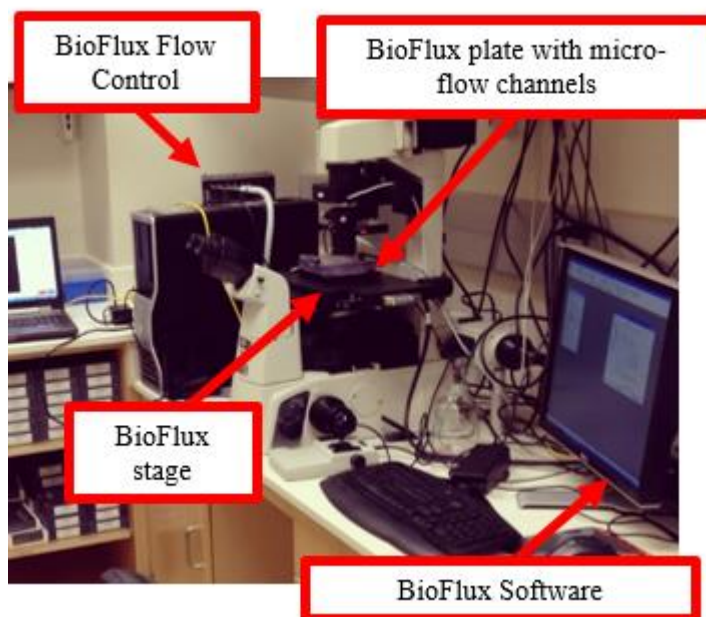 BioFlux Flow
Control
BioFlux plate with micro-
flow channels
BioFlux
stage
BioFlux Software